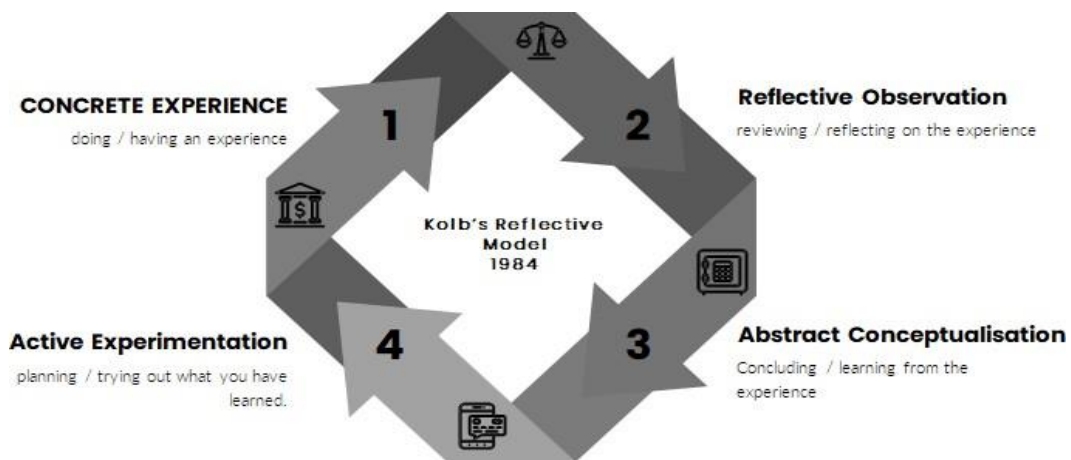 CONCRETE EXPERIENCE
doing / having an experience
1
2
Reflective Observation
reviewing / reflecting on the experience
Kolb's Reflective
Model
1984
Active Experimentation
planning / trying out what you have
learned.
4
3
Abstract Conceptualisation
Concluding / learning from the
experience
$